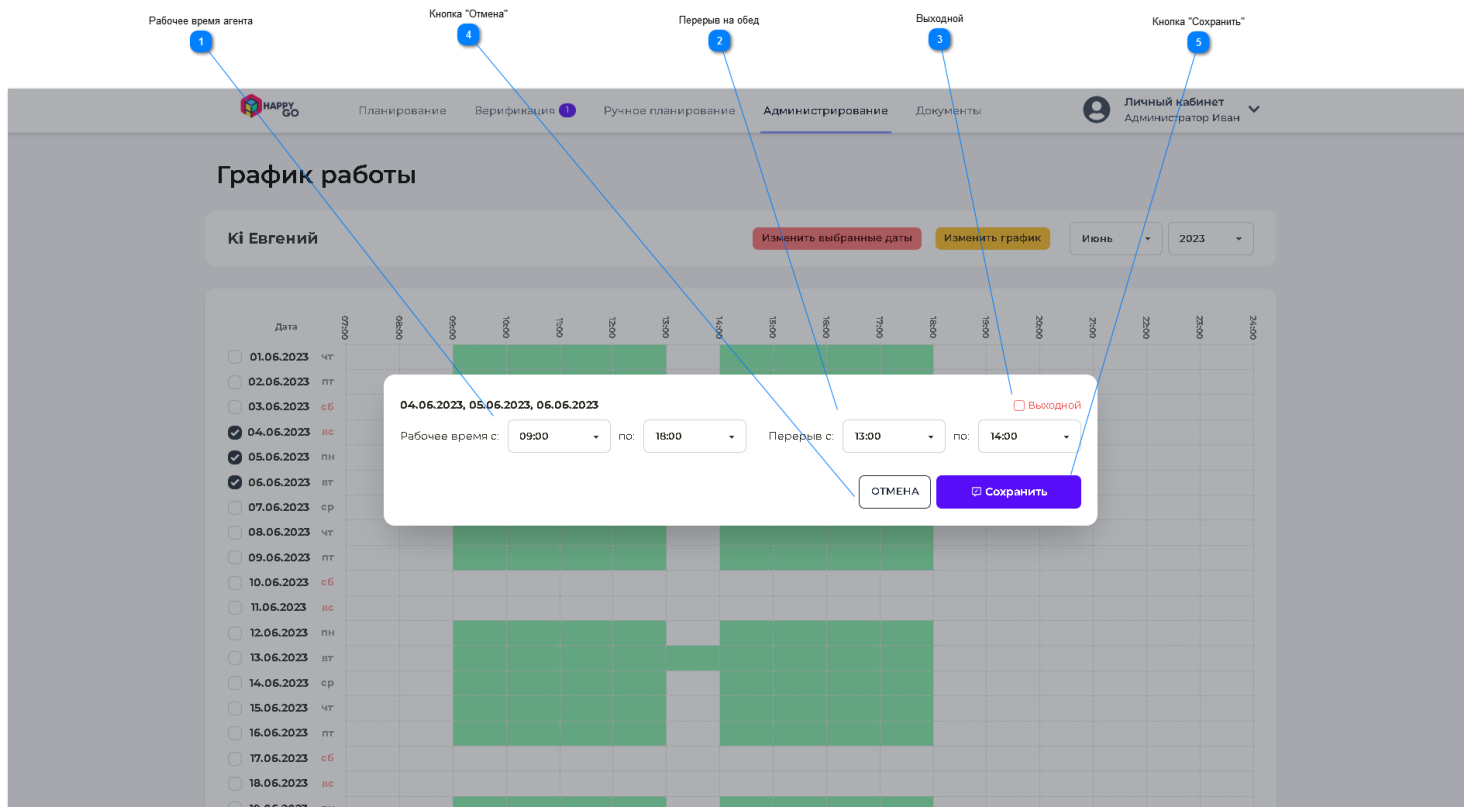 Рабочее время агента
Кнопка "Отмена"
Перерыв на обед
Выходной
Кнопка "Сохранить"
1
4
2
3
5
HAPPY GO
Планирование
Верификация 1
Ручное планирование
Администрирование
Документы
Личный кабинет
Администратор Иван
График работы
Ki Евгений
Изменить выбранные даты
Изменить график
Июнь
2023
Дата 07:00 08:00 09:00 10:00 11:00 12:00 13:00 14:00 15:00 16:00 17:00 18:00 19:00 20:00 21:00 22:00 23:00 24:00
01.06.2023 чт
02.06.2023 пт
03.06.2023 сб
04.06.2023 вс
05.06.2023 пн
06.06.2023 вт
07.06.2023 ср
08.06.2023 чт
09.06.2023 пт
10.06.2023 сб
11.06.2023 вс
12.06.2023 пн
13.06.2023 вт
14.06.2023 ср
15.06.2023 чт
16.06.2023 пт
17.06.2023 сб
18.06.2023 вс
04.06.2023, 05.06.2023, 06.06.2023
Выходной
Рабочее время с: 09:00 по: 18:00 Перерыв с: 13:00 по: 14:00
ОТМЕНА
Сохранить